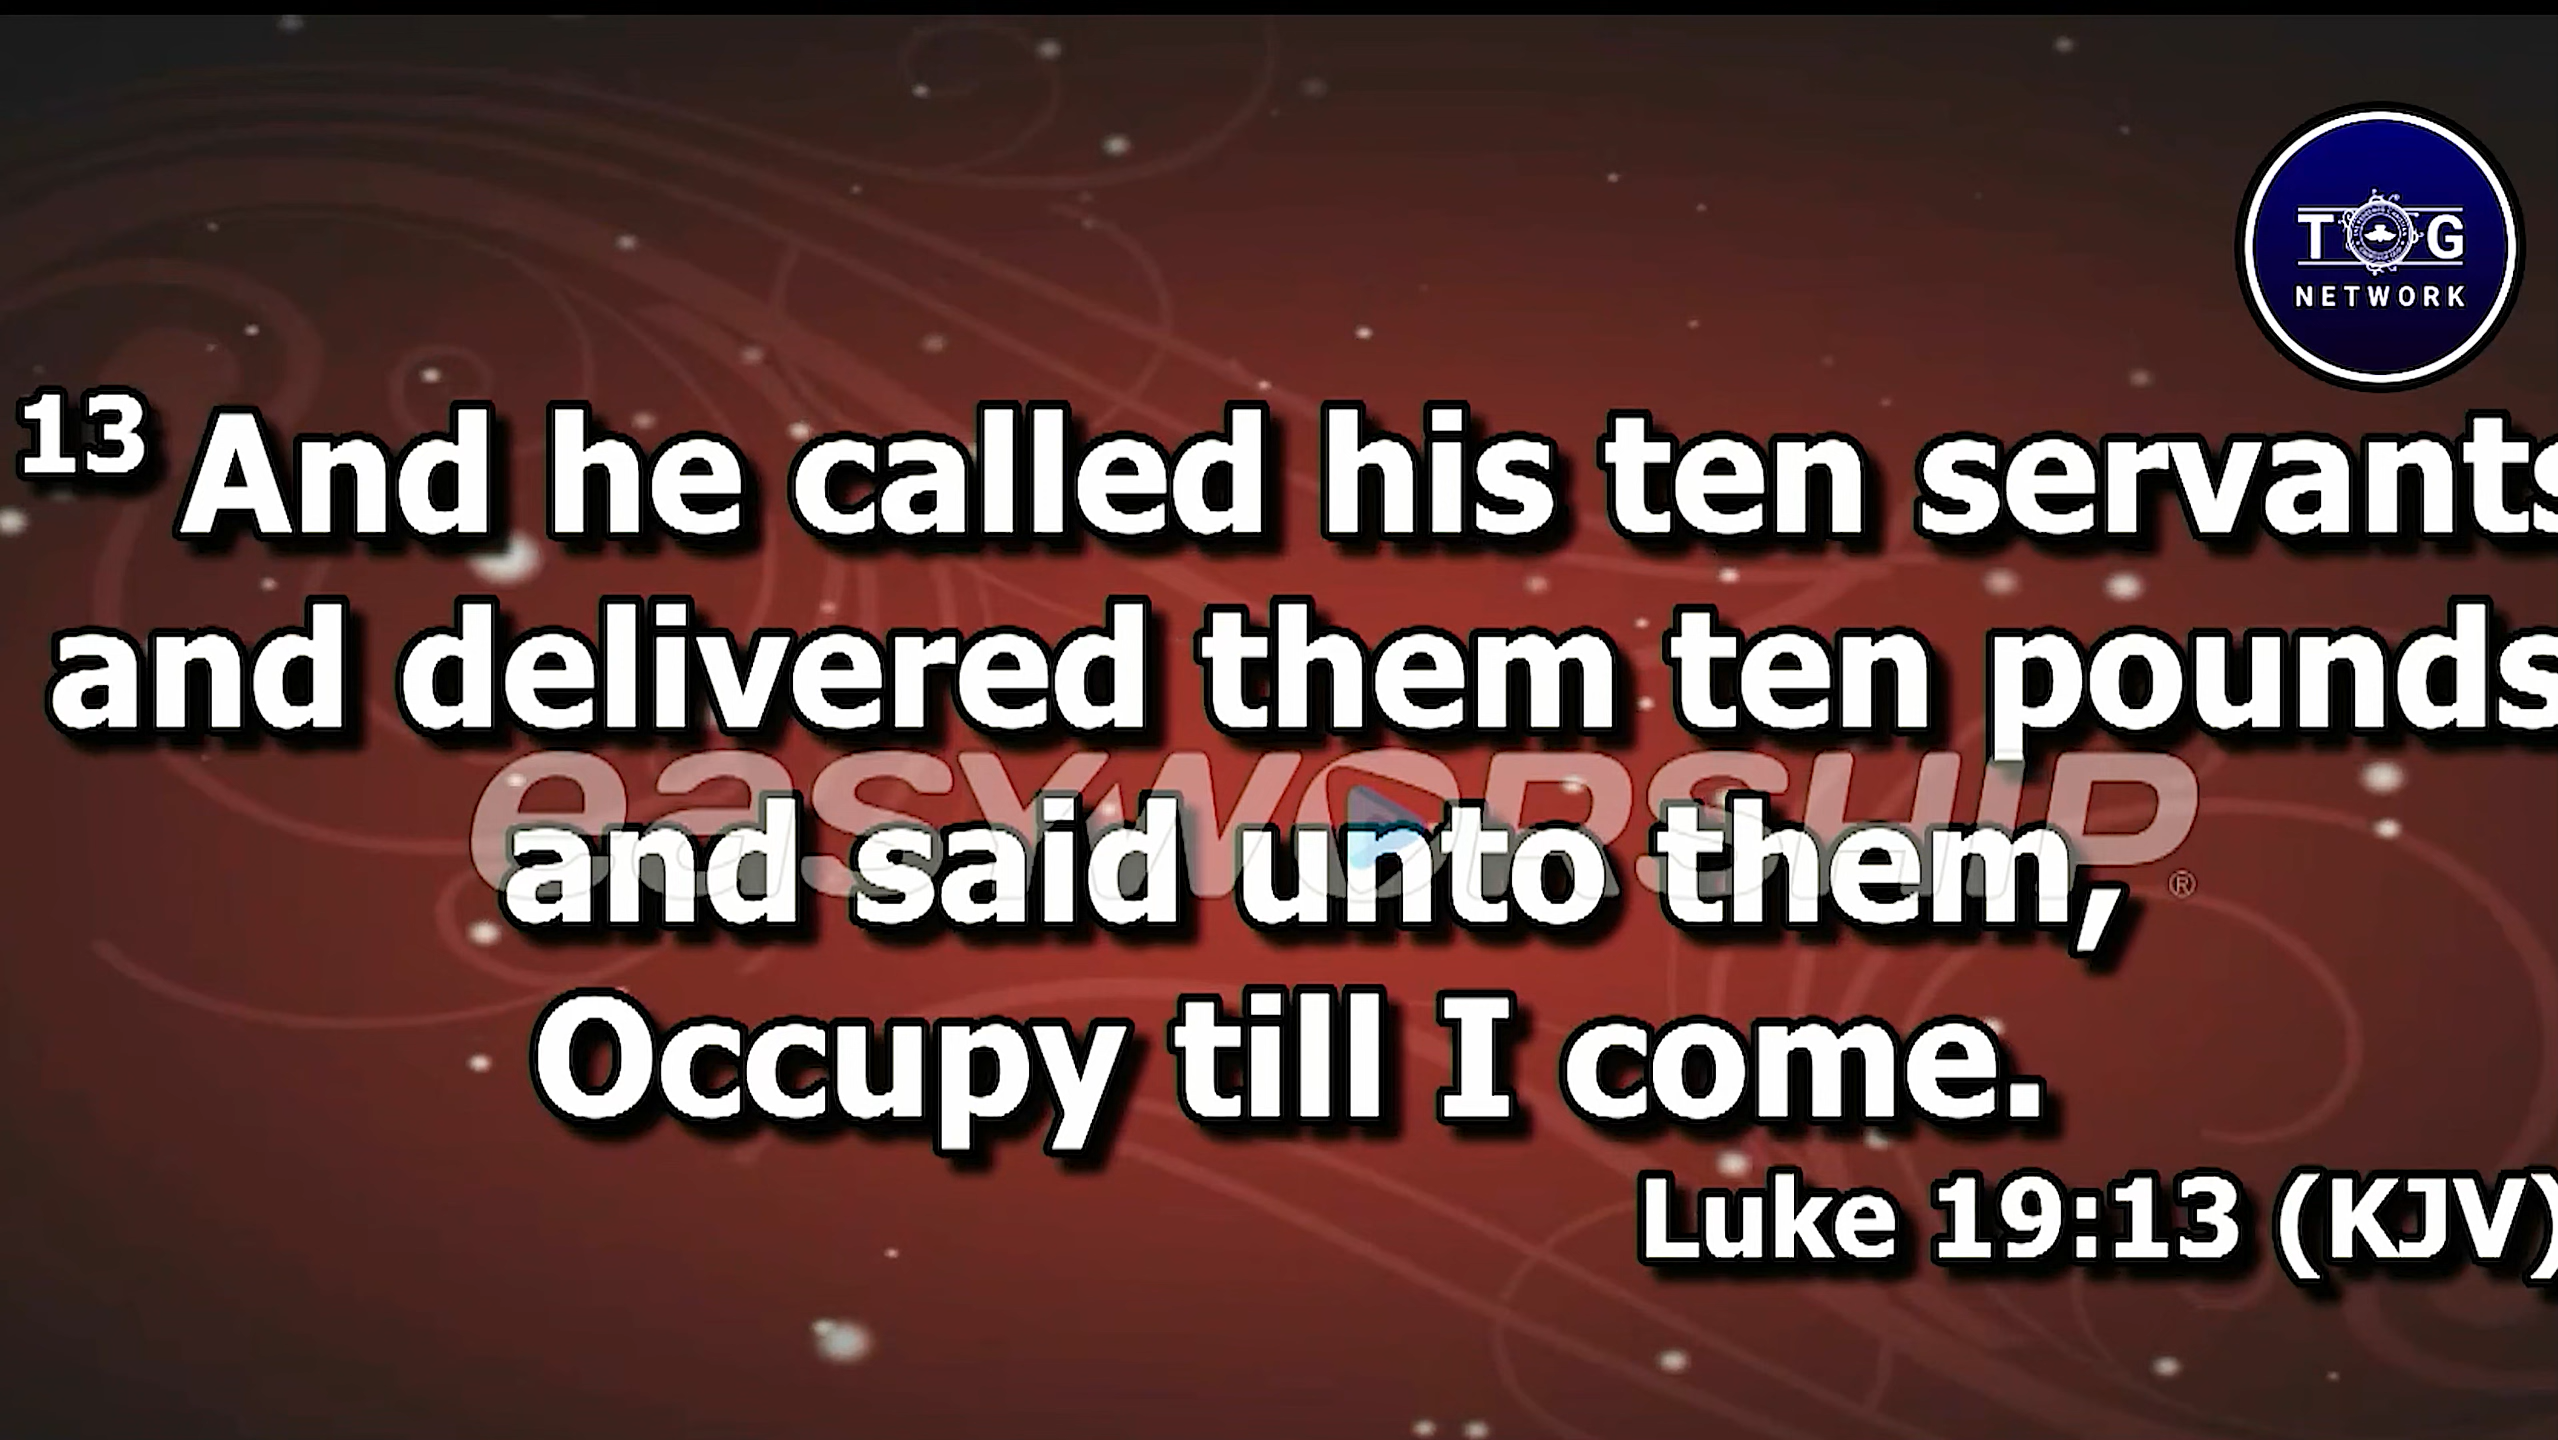 T G
NETWORK
13 And he called his ten servants
and delivered them ten pounds
easyWORSHIP®
and said unto them,
Occupy till I come.
Luke 19:13 (KJV)